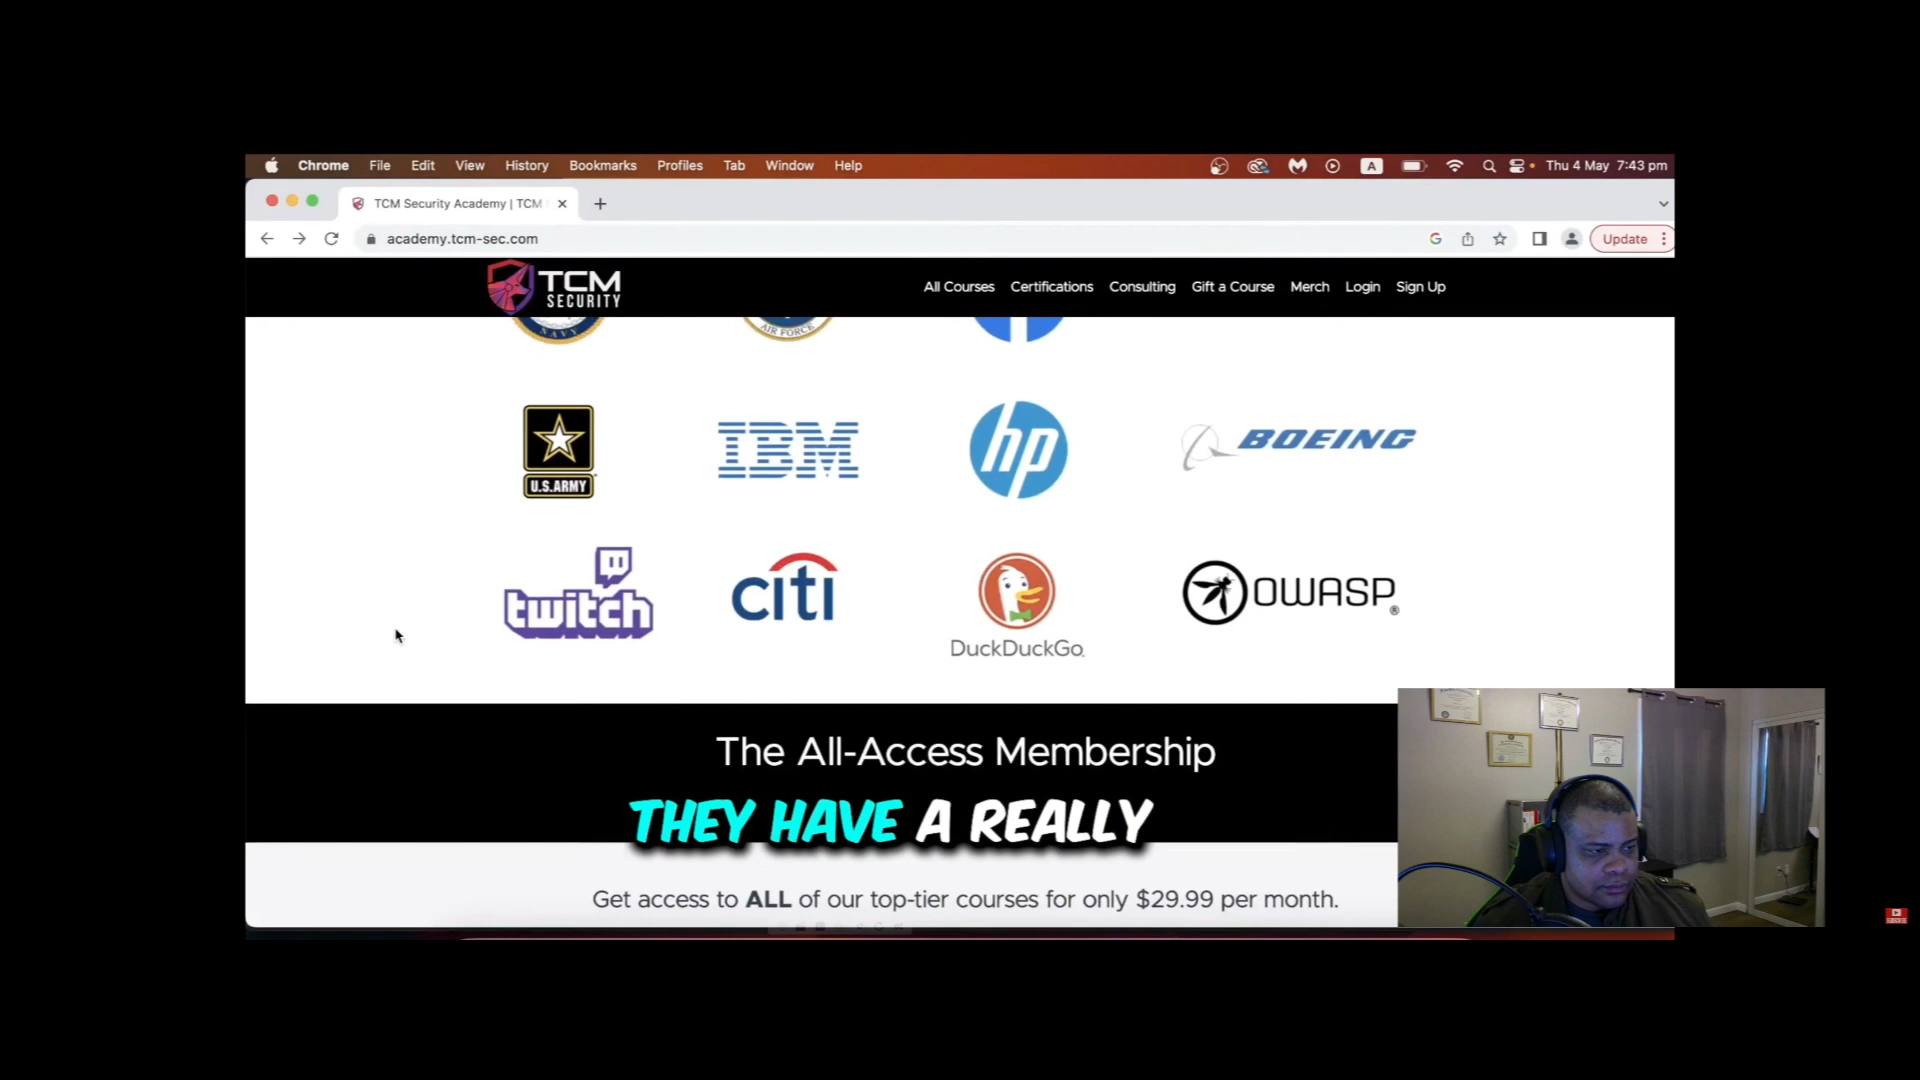 Chrome File Edit View History Bookmarks Profiles Tab Window Help A Thu 4 May 7:43 pm
TCM Security Academy | TCM
academy.tcm-sec.com Update
TCM
SECURITY
All Courses Certifications Consulting Gift a Course Merch Login Sign Up
NAVY
AIR FORCE
U.S.ARMY
IBM
hp
BOEING
twitch
citi
DuckDuckGo.
OWASP®
The All-Access Membership
THEY HAVE A REALLY
Get access to ALL of our top-tier courses for only $29.99 per month.